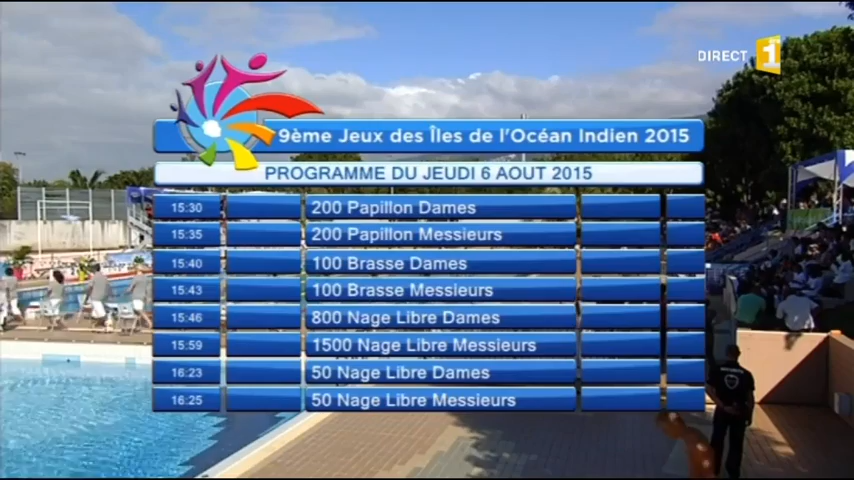 DIRECT 1
9ème Jeux des Îles de l'Océan Indien 2015
PROGRAMME DU JEUDI 6 AOUT 2015
15:30 200 Papillon Dames
15:35 200 Papillon Messieurs
15:40 100 Brasse Dames
15:43 100 Brasse Messieurs
15:46 800 Nage Libre Dames
15:59 1500 Nage Libre Messieurs
16:23 50 Nage Libre Dames
16:25 50 Nage Libre Messieurs